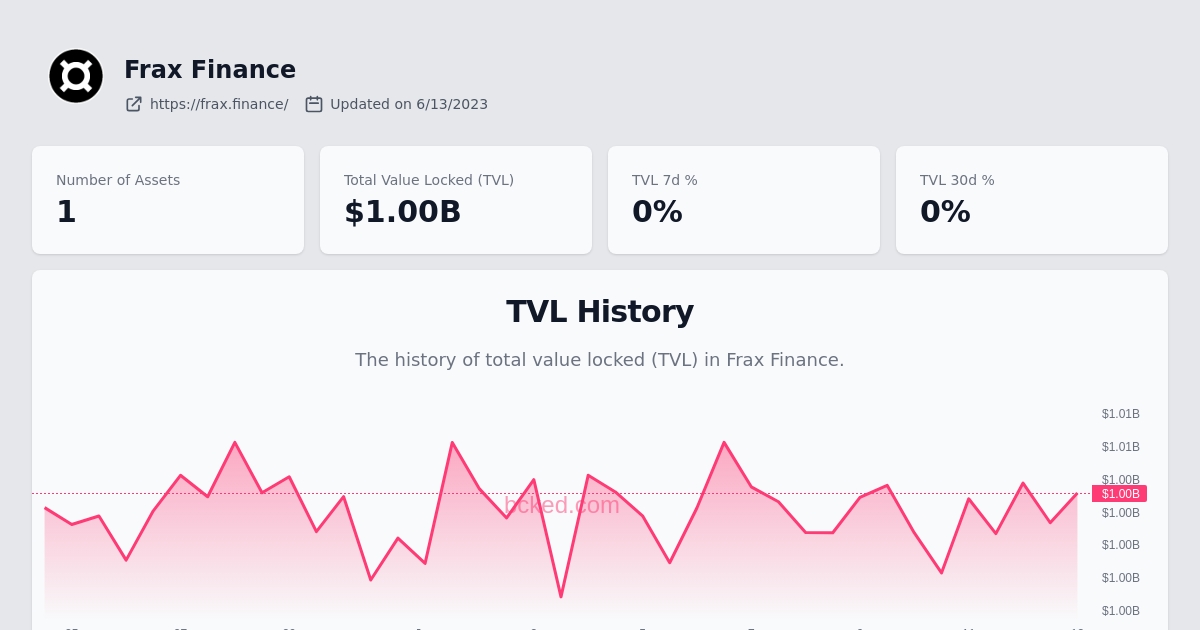 Frax Finance
https://frax.finance/ Updated on 6/13/2023
Number of Assets
1
Total Value Locked (TVL)
$1.00B
TVL 7d %
0%
TVL 30d %
0%
TVL History
The history of total value locked (TVL) in Frax Finance.
$1.01B
$1.01B
$1.00B
$1.00B
$1.00B
$1.00B
$1.00B
$1.00B
bcked.com